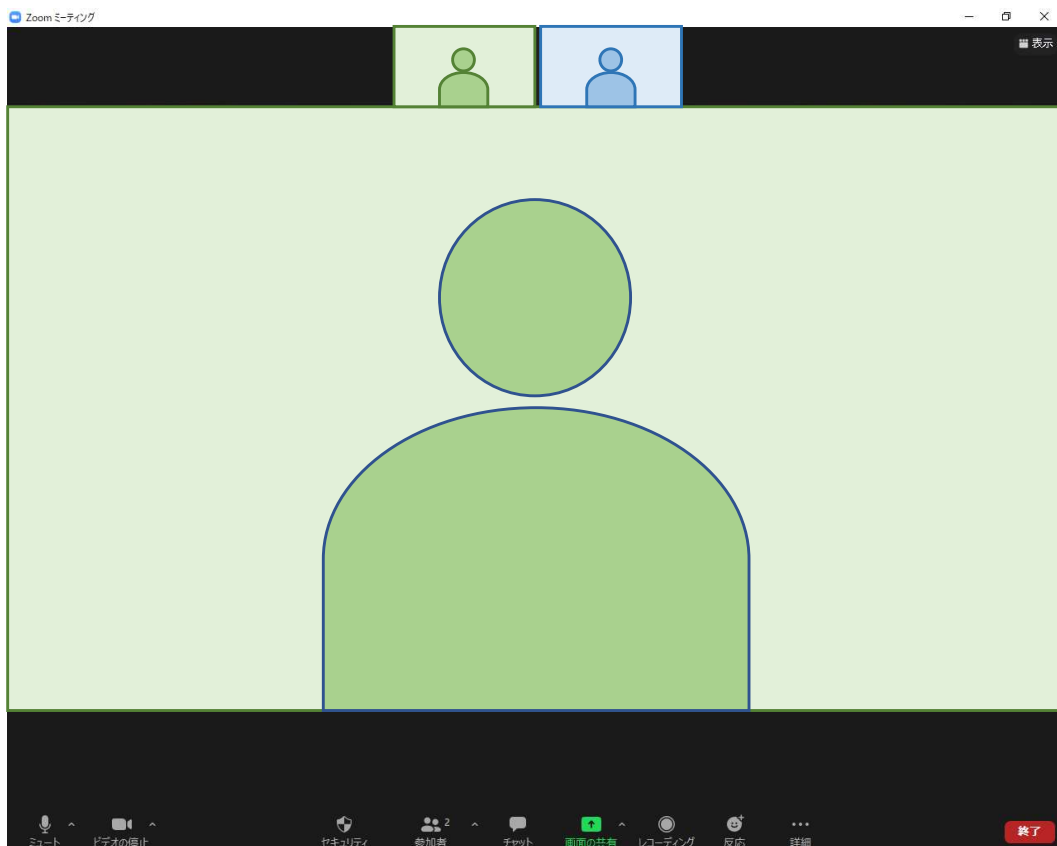 Zoom ミーティング
表示
ミュート
ビデオの停止
セキュリティ
参加者
2
チャット
画面の共有
レコーディング
反応
詳細
終了